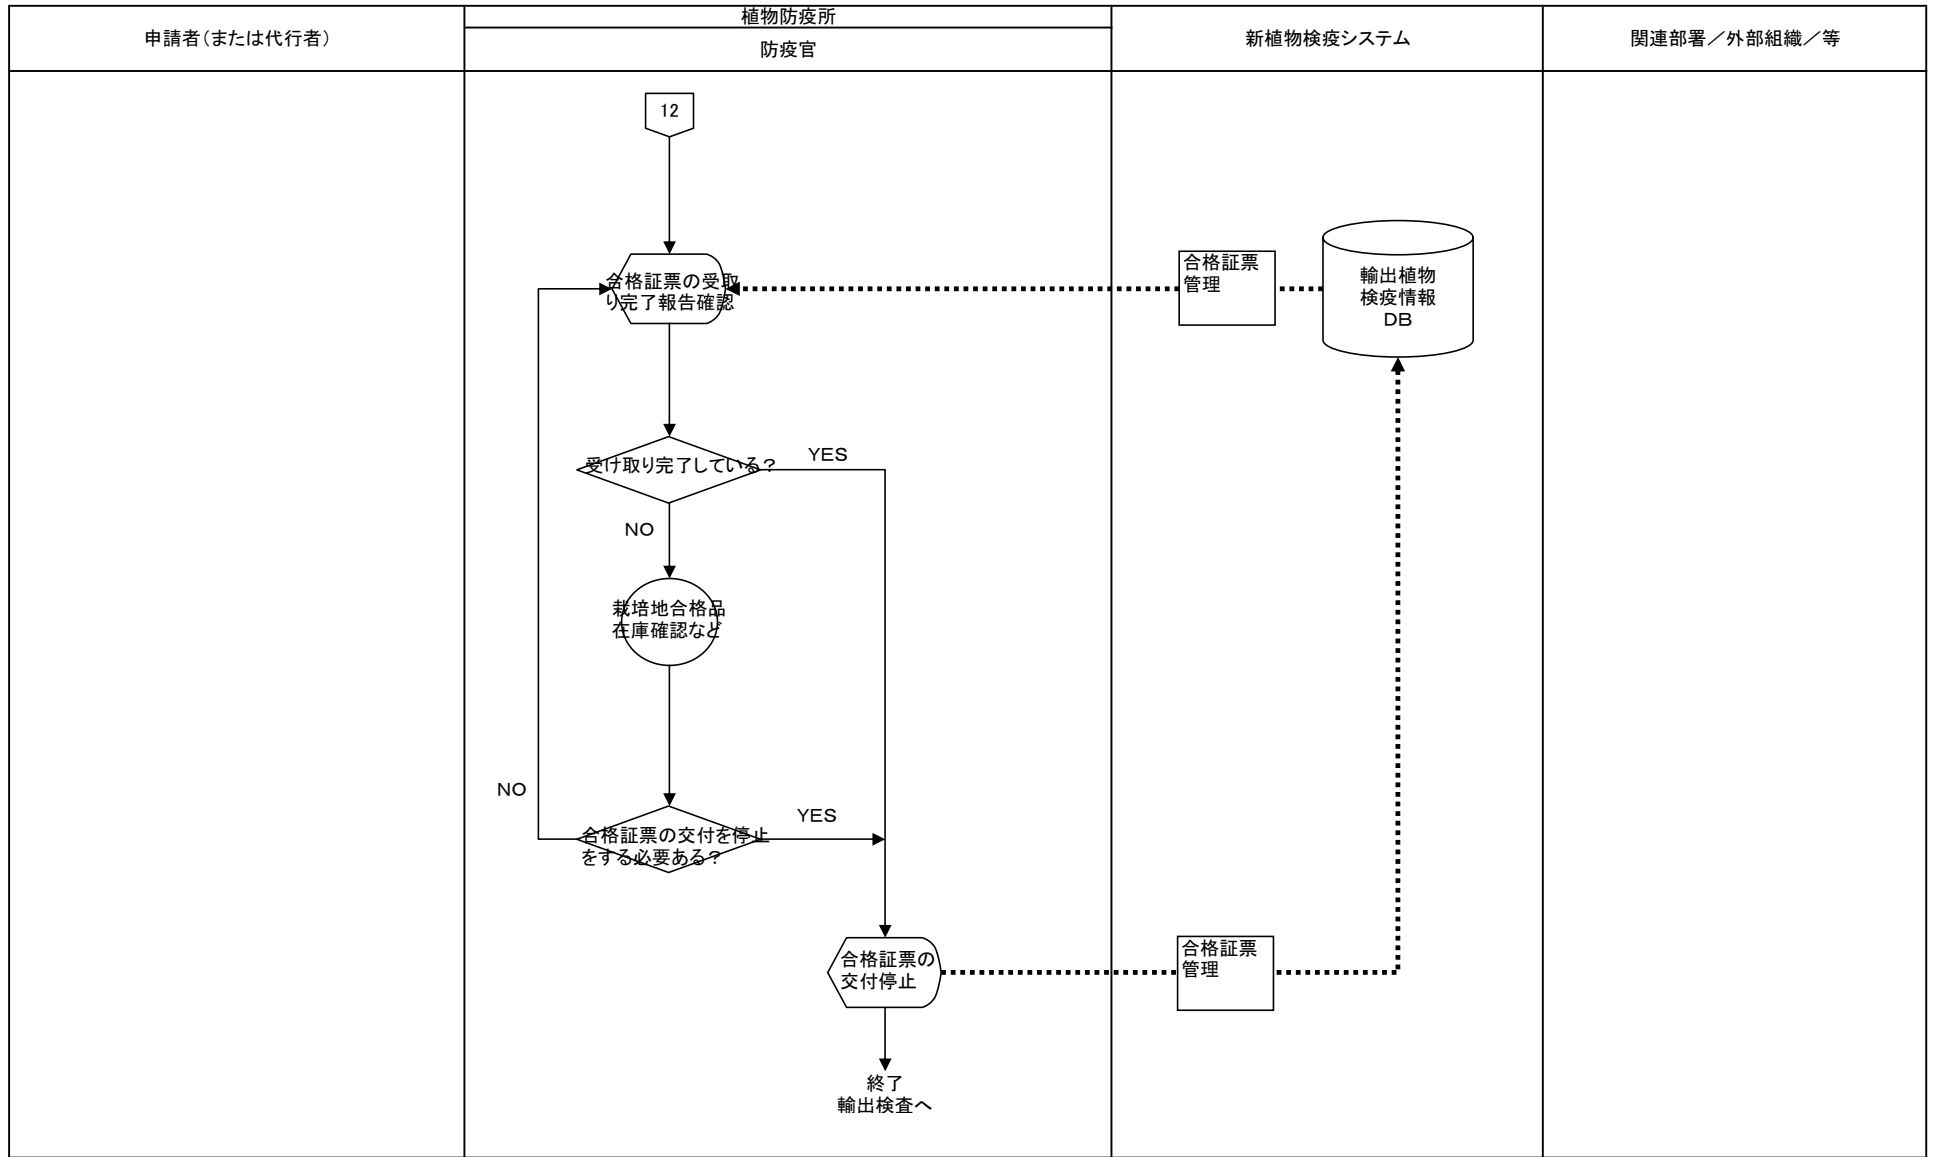 申請者(または代行者)
植物防疫所
防疫官
新植物検疫システム
関連部署／外部組織／等
12
合格証票の受取
り完了報告確認
合格証票
管理
輸出植物
検疫情報
DB
受け取り完了している？
YES
NO
栽培地合格品
在庫確認など
NO
合格証票の交付を停止
をする必要ある？
YES
合格証票の
交付停止
合格証票
管理
終了
輸出検査へ